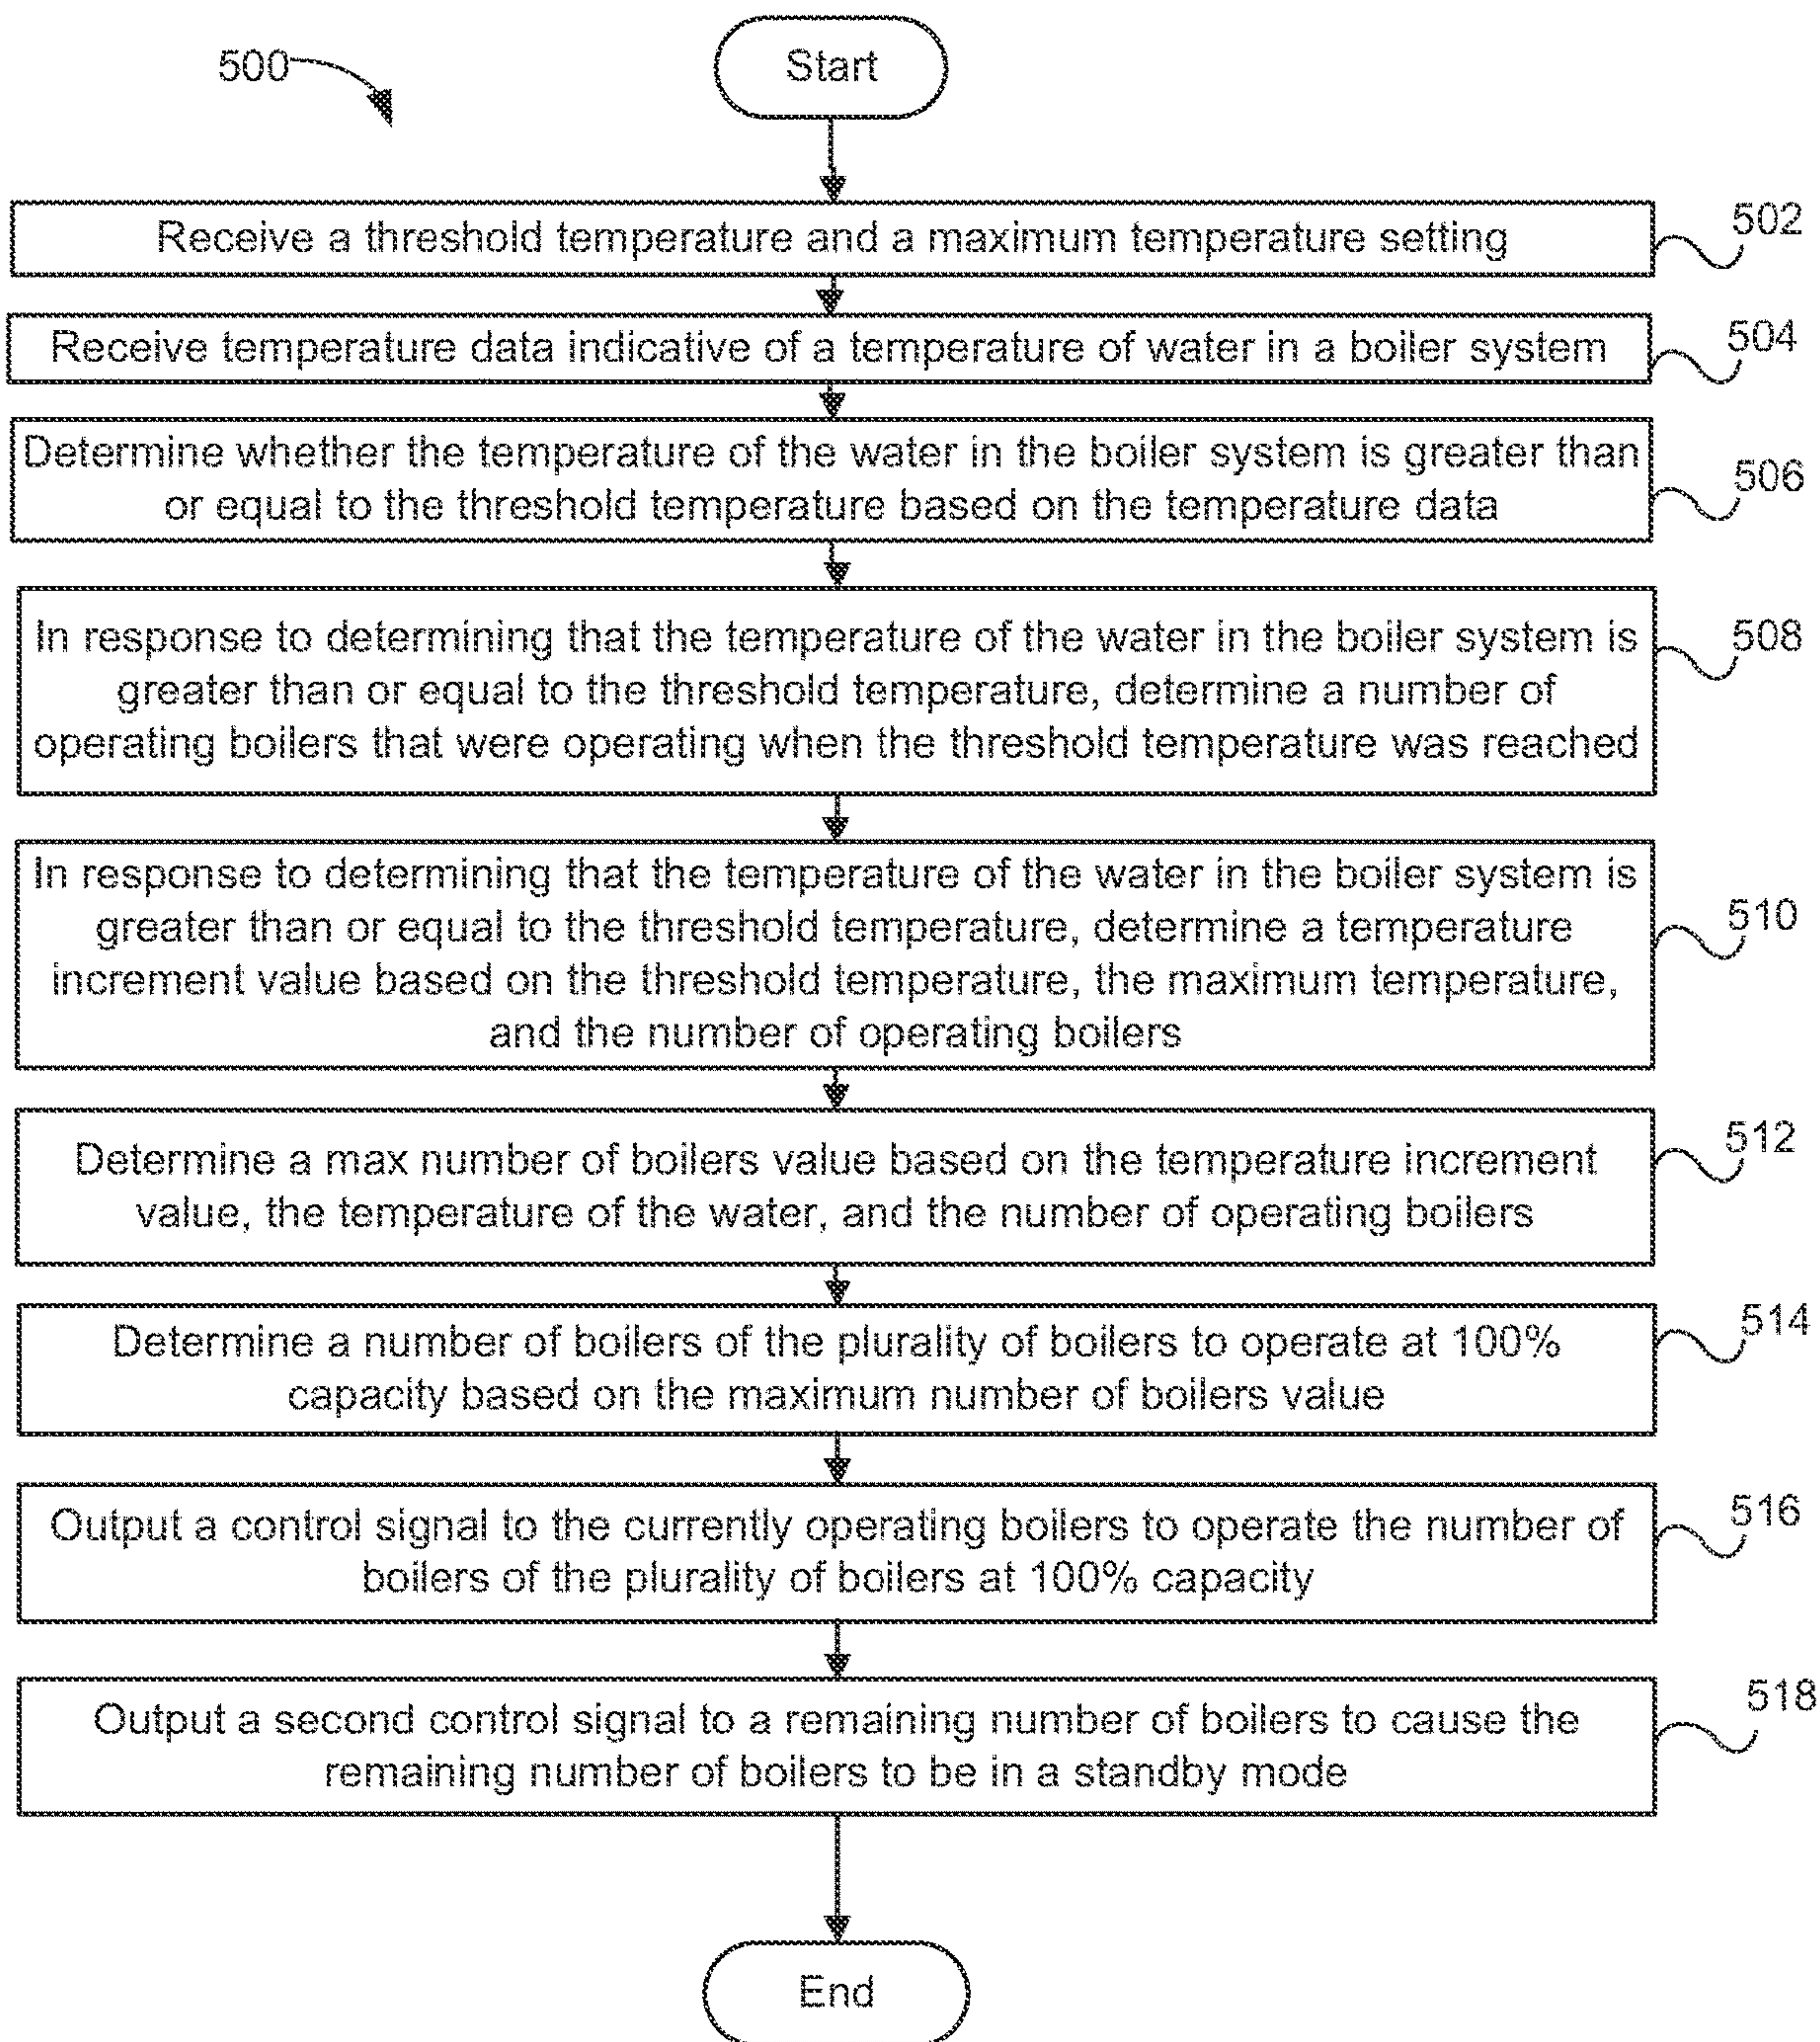 500
Start
Receive a threshold temperature and a maximum temperature setting
502
Receive temperature data indicative of a temperature of water in a boiler system
504
Determine whether the temperature of the water in the boiler system is greater than
or equal to the threshold temperature based on the temperature data
506
In response to determining that the temperature of the water in the boiler system is
greater than or equal to the threshold temperature, determine a number of
operating boilers that were operating when the threshold temperature was reached
508
In response to determining that the temperature of the water in the boiler system is
greater than or equal to the threshold temperature, determine a temperature
increment value based on the threshold temperature, the maximum temperature,
and the number of operating boilers
510
Determine a max number of boilers value based on the temperature increment
value, the temperature of the water, and the number of operating boilers
512
Determine a number of boilers of the plurality of boilers to operate at 100%
capacity based on the maximum number of boilers value
514
Output a control signal to the currently operating boilers to operate the number of
boilers of the plurality of boilers at 100% capacity
516
Output a second control signal to a remaining number of boilers to cause the
remaining number of boilers to be in a standby mode
518
End